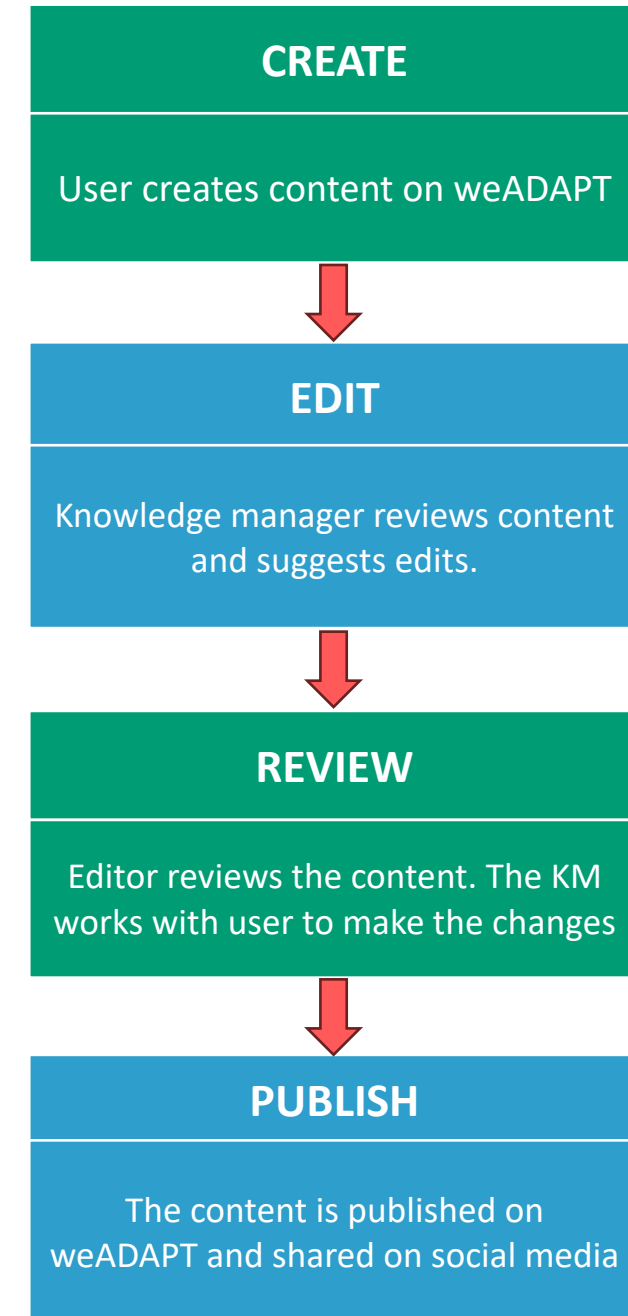 CREATE
User creates content on weADAPT
EDIT
Knowledge manager reviews content
and suggests edits.
REVIEW
Editor reviews the content. The KM
works with user to make the changes
PUBLISH
The content is published on
weADAPT and shared on social media